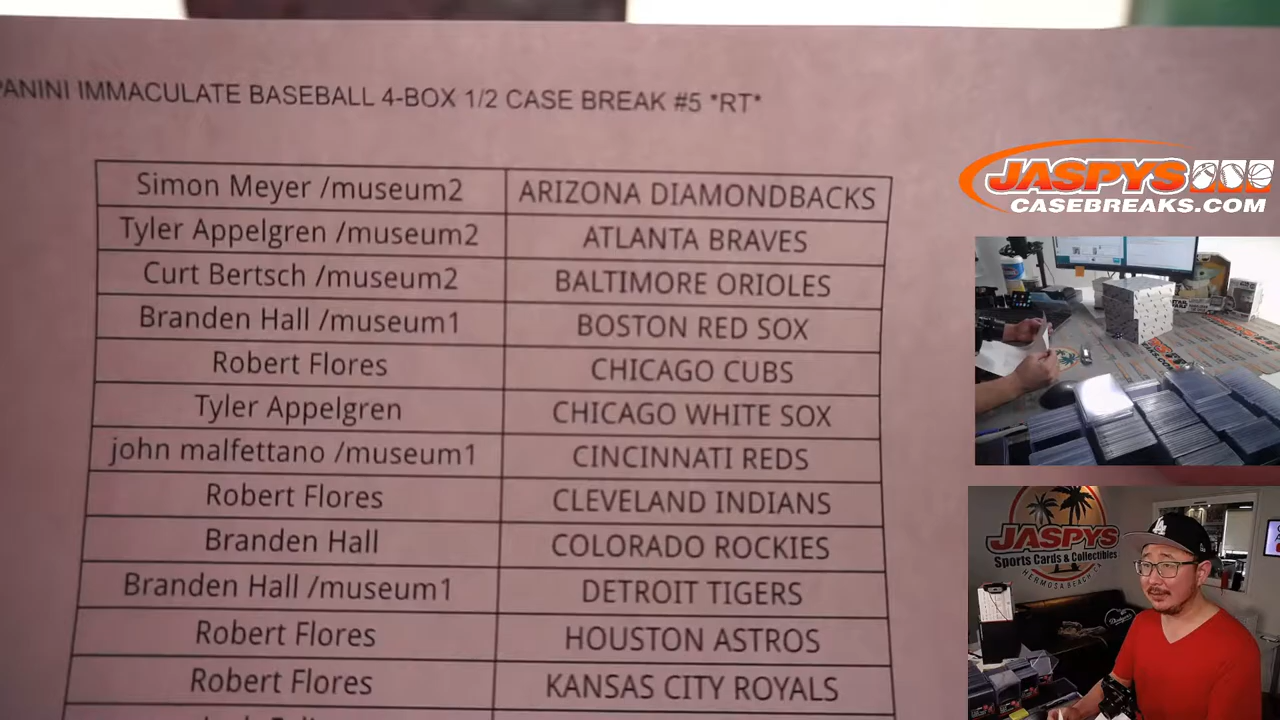 PANINI IMMACULATE BASEBALL 4-BOX 1/2 CASE BREAK #5 *RT*
Simon Meyer /museum2 ARIZONA DIAMONDBACKS
Tyler Appelgren /museum2 ATLANTA BRAVES
Curt Bertsch /museum2 BALTIMORE ORIOLES
Branden Hall /museum1 BOSTON RED SOX
Robert Flores CHICAGO CUBS
Tyler Appelgren CHICAGO WHITE SOX
john malfettano /museum1 CINCINNATI REDS
Robert Flores CLEVELAND INDIANS
Branden Hall COLORADO ROCKIES
Branden Hall /museum1 DETROIT TIGERS
Robert Flores HOUSTON ASTROS
Robert Flores KANSAS CITY ROYALS
JASPYS
CASEBREAKS.COM
STAR WARS
JASPYS
Sports Cards & Collectibles
HERMOSA BEACH, CA
LA
Dodgers